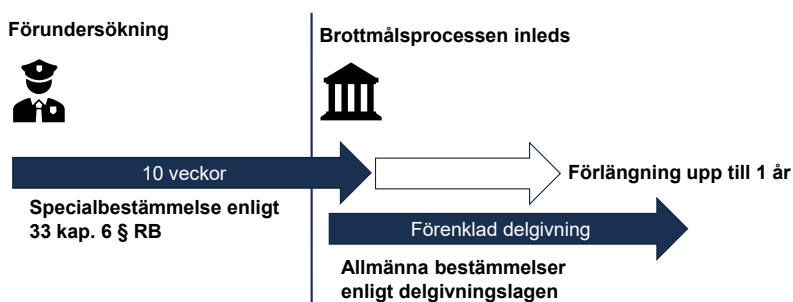 Förundersökning
Brottmålsprocessen inleds
10 veckor
Förlängning upp till 1 år
Specialbestämmelse enligt
33 kap. 6 § RB
Förenklad delgivning
Allmänna bestämmelser
enligt delgivningslagen